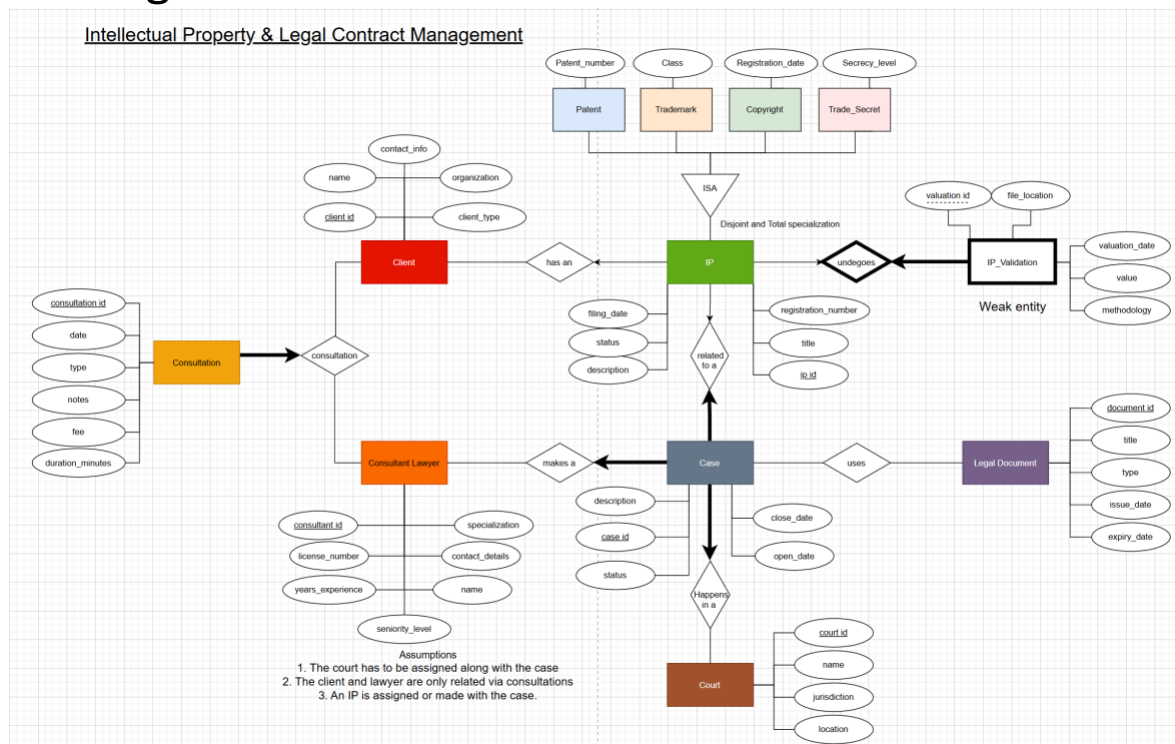 Intellectual Property & Legal Contract Management
Patent_number
Class
Registration_date
Secrecy_level
Patent
Trademark
Copyright
Trade_Secret
contact_info
name
organization
client id
client_type
ISA
Disjoint and Total specialization
valuation id
file_location
Client
has an
IP
undegoes
IP_Validation
valuation_date
value
methodology
Weak entity
consultation id
date
type
notes
fee
duration_minutes
Consultation
consultation
filing_date
status
description
registration_number
title
ip id
related
to a
Consultant Lawyer
makes a
Case
uses
Legal Document
document id
title
type
issue_date
expiry_date
consultant id
specialization
license_number
contact_details
years_experience
name
seniority_level
description
case id
status
close_date
open_date
Happens
in a
Court
court id
name
jurisdiction
location
Assumptions
1. The court has to be assigned along with the case
2. The client and lawyer are only related via consultations
3. An IP is assigned or made with the case.